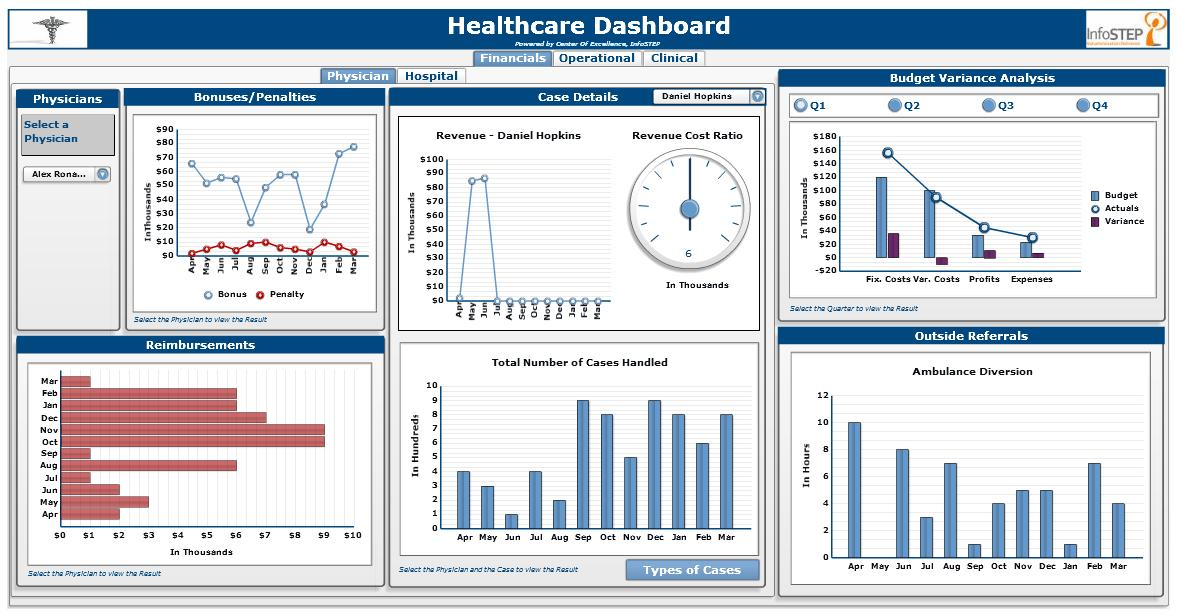 Healthcare Dashboard
Powered by Center Of Excellence, InfoSTEP
InfoSTEP
Financials Operational Clinical
Physician Hospital
Physicians
Select a
Physician
Alex Rona...
Bonuses/Penalties
$90
$80
$70
$60
$50
$40
$30
$20
$10
$0
InThousands
Apr May Jun Jul Aug Sep Oct Nov Dec Jan Feb Mar
Bonus Penalty
Select the Physician to view the Result
Reimbursements
Mar
Feb
Jan
Dec
Nov
Oct
Sep
Aug
Jul
Jun
May
Apr
$0 $1 $2 $3 $4 $5 $6 $7 $8 $9 $10
In Thousands
Select the Physician to view the Result
Case Details
Daniel Hopkins
Revenue - Daniel Hopkins
$100
$90
$80
$70
$60
$50
$40
$30
$20
$10
$0
In Thousands
Apr May Jun Jul Aug Sep Oct Nov Dec Jan Feb Mar
Revenue Cost Ratio
6
In Thousands
Total Number of Cases Handled
10
9
8
7
6
5
4
3
2
1
0
In Hundreds
Apr May Jun Jul Aug Sep Oct Nov Dec Jan Feb Mar
Select the Physician and the Case to view the Result
Types of Cases
Budget Variance Analysis
Q1 Q2 Q3 Q4
$180
$160
$140
$120
$100
$80
$60
$40
$20
$0
-$20
In Thousands
Fix. Costs Var. Costs Profits Expenses
Budget
Actuals
Variance
Select the Quarter to view the Result
Outside Referrals
Ambulance Diversion
12
10
8
6
4
2
0
In Hours
Apr May Jun Jul Aug Sep Oct Nov Dec Jan Feb Mar